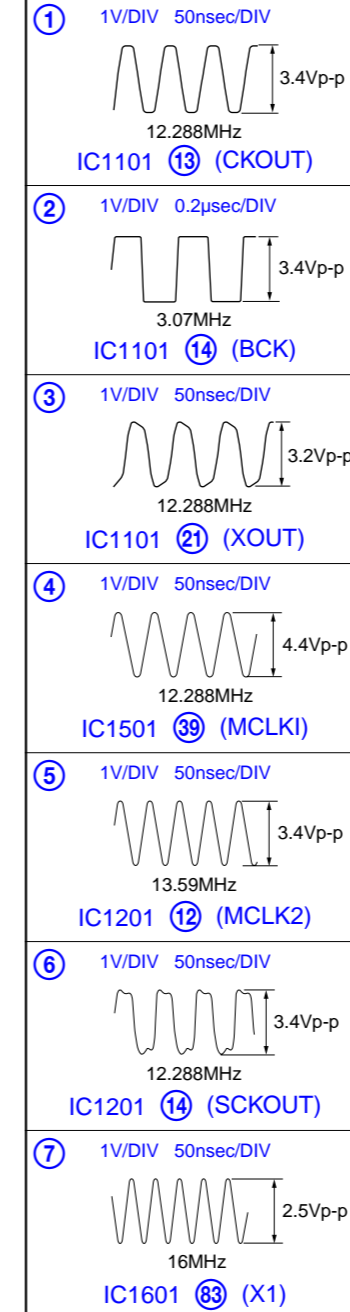 ① 1V/DIV 50nsec/DIV
3.4Vp-p
12.288MHz
IC1101 ⑬ (CKOUT)
② 1V/DIV 0.2µsec/DIV
3.4Vp-p
3.07MHz
IC1101 ⑭ (BCK)
③ 1V/DIV 50nsec/DIV
3.2Vp-p
12.288MHz
IC1101 ㉑ (XOUT)
④ 1V/DIV 50nsec/DIV
4.4Vp-p
12.288MHz
IC1501 ㊴ (MCLKI)
⑤ 1V/DIV 50nsec/DIV
3.4Vp-p
13.59MHz
IC1201 ⑫ (MCLK2)
⑥ 1V/DIV 50nsec/DIV
3.4Vp-p
12.288MHz
IC1201 ⑭ (SCKOUT)
⑦ 1V/DIV 50nsec/DIV
2.5Vp-p
16MHz
IC1601 83 (X1)